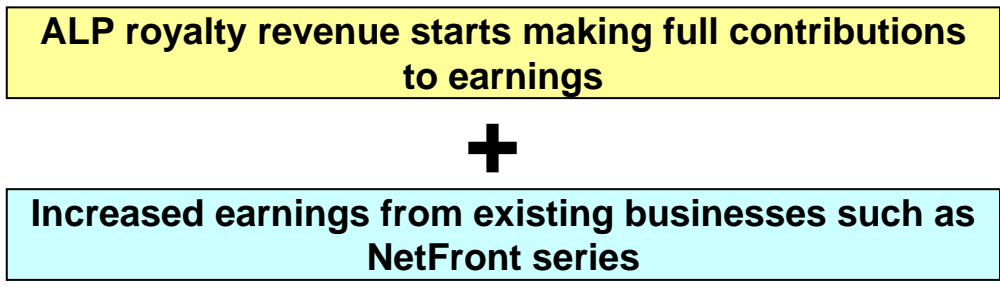 ALP royalty revenue starts making full contributions
to earnings
+
Increased earnings from existing businesses such as
NetFront series